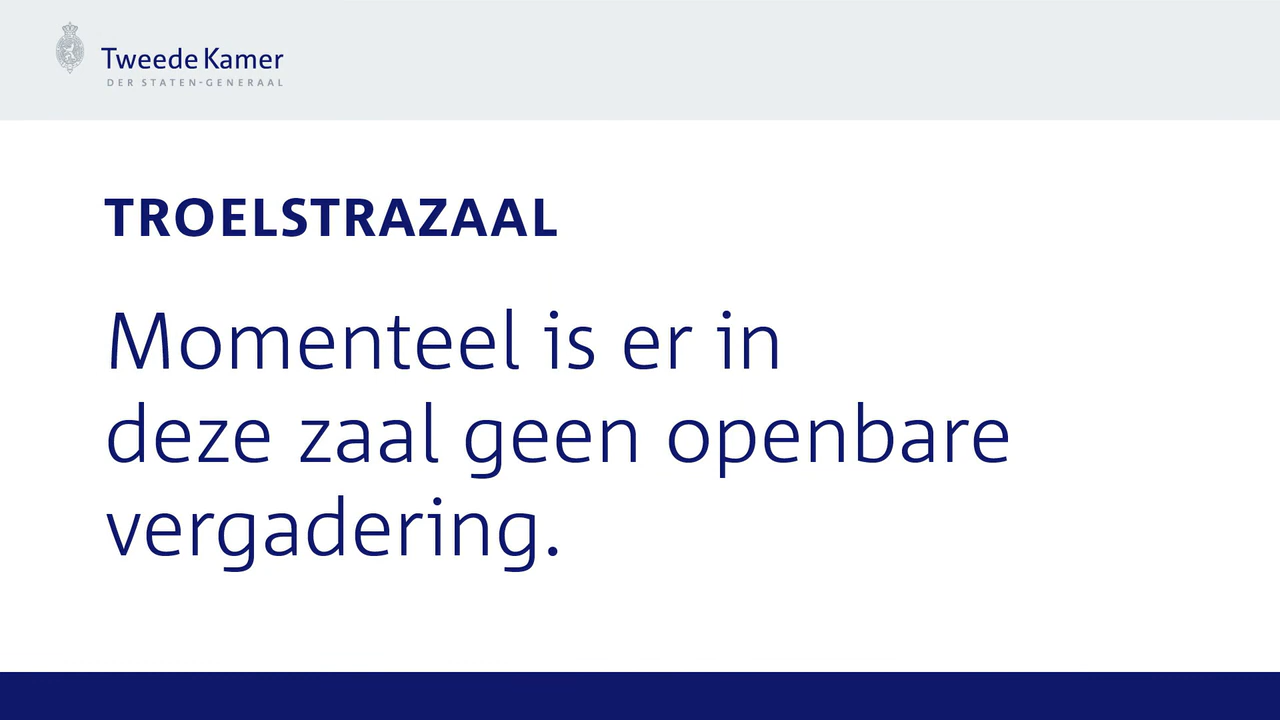 Tweede Kamer
DER STATEN-GENERAAL
TROELSTRAZAAL
Momenteel is er in
deze zaal geen openbare
vergadering.